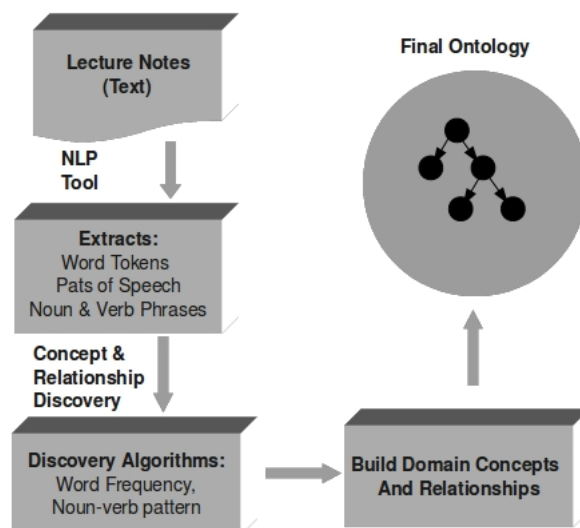 Lecture Notes
(Text)
NLP
Tool
Extracts:
Word Tokens
Pats of Speech
Noun & Verb Phrases
Concept &
Relationship
Discovery
Discovery Algorithms:
Word Frequency,
Noun-verb pattern
Build Domain Concepts
And Relationships
Final Ontology